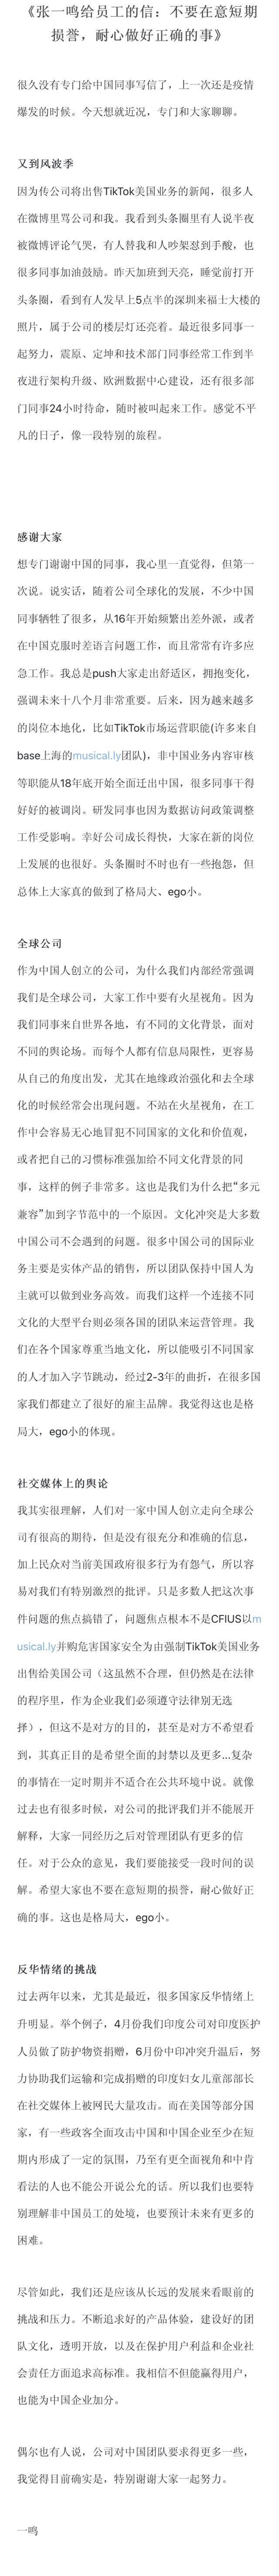 《张一鸣给员工的信：不要在意短期
损誉，耐心做好正确的事》
很久没有专门给中国同事写信了，上一次还是疫情
爆发的时候。今天想就近况，专门和大家聊聊。
又到风波季
因为传公司将出售TikTok美国业务的新闻，很多人
在微博里骂公司和我。我看到头条圈里有人说半夜
被微博评论气哭，有人替我和人吵架怼到手酸，也
很多同事加油鼓励。昨天加班到天亮，睡觉前打开
头条圈，看到有人发早上5点半的深圳来福士大楼的
照片，属于公司的楼层灯还亮着。最近很多同事一
起努力，震原、定坤和技术部门同事经常工作到半
夜进行架构升级、欧洲数据中心建设，还有很多部
门同事24小时待命，随时被叫起来工作。感觉不平
凡的日子，像一段特别的旅程。
感谢大家
想专门谢谢中国的同事，我心里一直觉得，但第一
次说。说实话，随着公司全球化的发展，不少中国
同事牺牲了很多，从16年开始频繁出差外派，或者
在中国克服时差语言问题工作，而且常常有许多应
急工作。我总是push大家走出舒适区，拥抱变化，
强调未来十八个月非常重要。后来，因为越来越多
的岗位本地化，比如TikTok市场运营职能(许多来自
base上海的musical.ly团队)，非中国业务内容审核
等职能从18年底开始全面迁出中国，很多同事干得
好好的被调岗。研发同事也因为数据访问政策调整
工作受影响。幸好公司成长得快，大家在新的岗位
上发展的也很好。头条圈时不时也有一些抱怨，但
总体上大家真的做到了格局大、ego小。
全球公司
作为中国人创立的公司，为什么我们内部经常强调
我们是全球公司，大家工作中要有火星视角。因为
我们同事来自世界各地，有不同的文化背景，面对
不同的舆论场。而每个人都有信息局限性，更容易
从自己的角度出发，尤其在地缘政治强化和去全球
化的时候经常会出现问题。不站在火星视角，在工
作中会容易无心地冒犯不同国家的文化和价值观，
或者把自己的习惯标准强加给不同文化背景的同
事，这样的例子非常多。这也是我们为什么把“多元
兼容”加到字节范中的一个原因。文化冲突是大多数
中国公司不会遇到的问题。很多中国公司的国际业
务主要是实体产品的销售，所以团队保持中国人为
主就可以做到业务高效。而我们这样一个连接不同
文化的大型平台则必须各国的团队来运营管理。我
们在各个国家尊重当地文化，所以能吸引不同国家
的人才加入字节跳动，经过2-3年的曲折，在很多国
家我们都建立了很好的雇主品牌。我觉得这也是格
局大，ego小的体现。
社交媒体上的舆论
我其实很理解，人们对一家中国人创立走向全球公
司有很高的期待，但是没有很充分和准确的信息，
加上民众对当前美国政府很多行为有怨气，所以容
易对我们有特别激烈的批评。只是多数人把这次事
件问题的焦点搞错了，问题焦点根本不是CFIUS以m
usical.ly并购危害国家安全为由强制TikTok美国业务
出售给美国公司（这虽然不合理，但仍然是在法律
的程序里，作为企业我们必须遵守法律别无选
择），但这不是对方的目的，甚至是对方不希望看
到，其真正目的是希望全面的封禁以及更多...复杂
的事情在一定时期并不适合在公共环境中说。就像
过去也有很多时候，对公司的批评我们并不能展开
解释，大家一同经历之后对管理团队有更多的信
任。对于公众的意见，我们要能接受一段时间的误
解。希望大家也不要在意短期的损誉，耐心做好正
确的事。这也是格局大，ego小。
反华情绪的挑战
过去两年以来，尤其是最近，很多国家反华情绪上
升明显。举个例子，4月份我们印度公司对印度医护
人员做了防护物资捐赠，6月份中印冲突升温后，努
力协助我们运输和完成捐赠的印度妇女儿童部部长
在社交媒体上被网民大量攻击。而在美国等部分国
家，有一些政客全面攻击中国和中国企业至少在短
期内形成了一定的氛围，乃至有更全面视角和中肯
看法的人也不能公开说公允的话。所以我们也要特
别理解非中国员工的处境，也要预计未来有更多的
困难。
尽管如此，我们还是应该从长远的发展来看眼前的
挑战和压力。不断追求好的产品体验，建设好的团
队文化，透明开放，以及在保护用户利益和企业社
会责任方面追求高标准。我相信不但能赢得用户，
也能为中国企业加分。
偶尔也有人说，公司对中国团队要求得更多一些，
我觉得目前确实是，特别谢谢大家一起努力。
一鸣